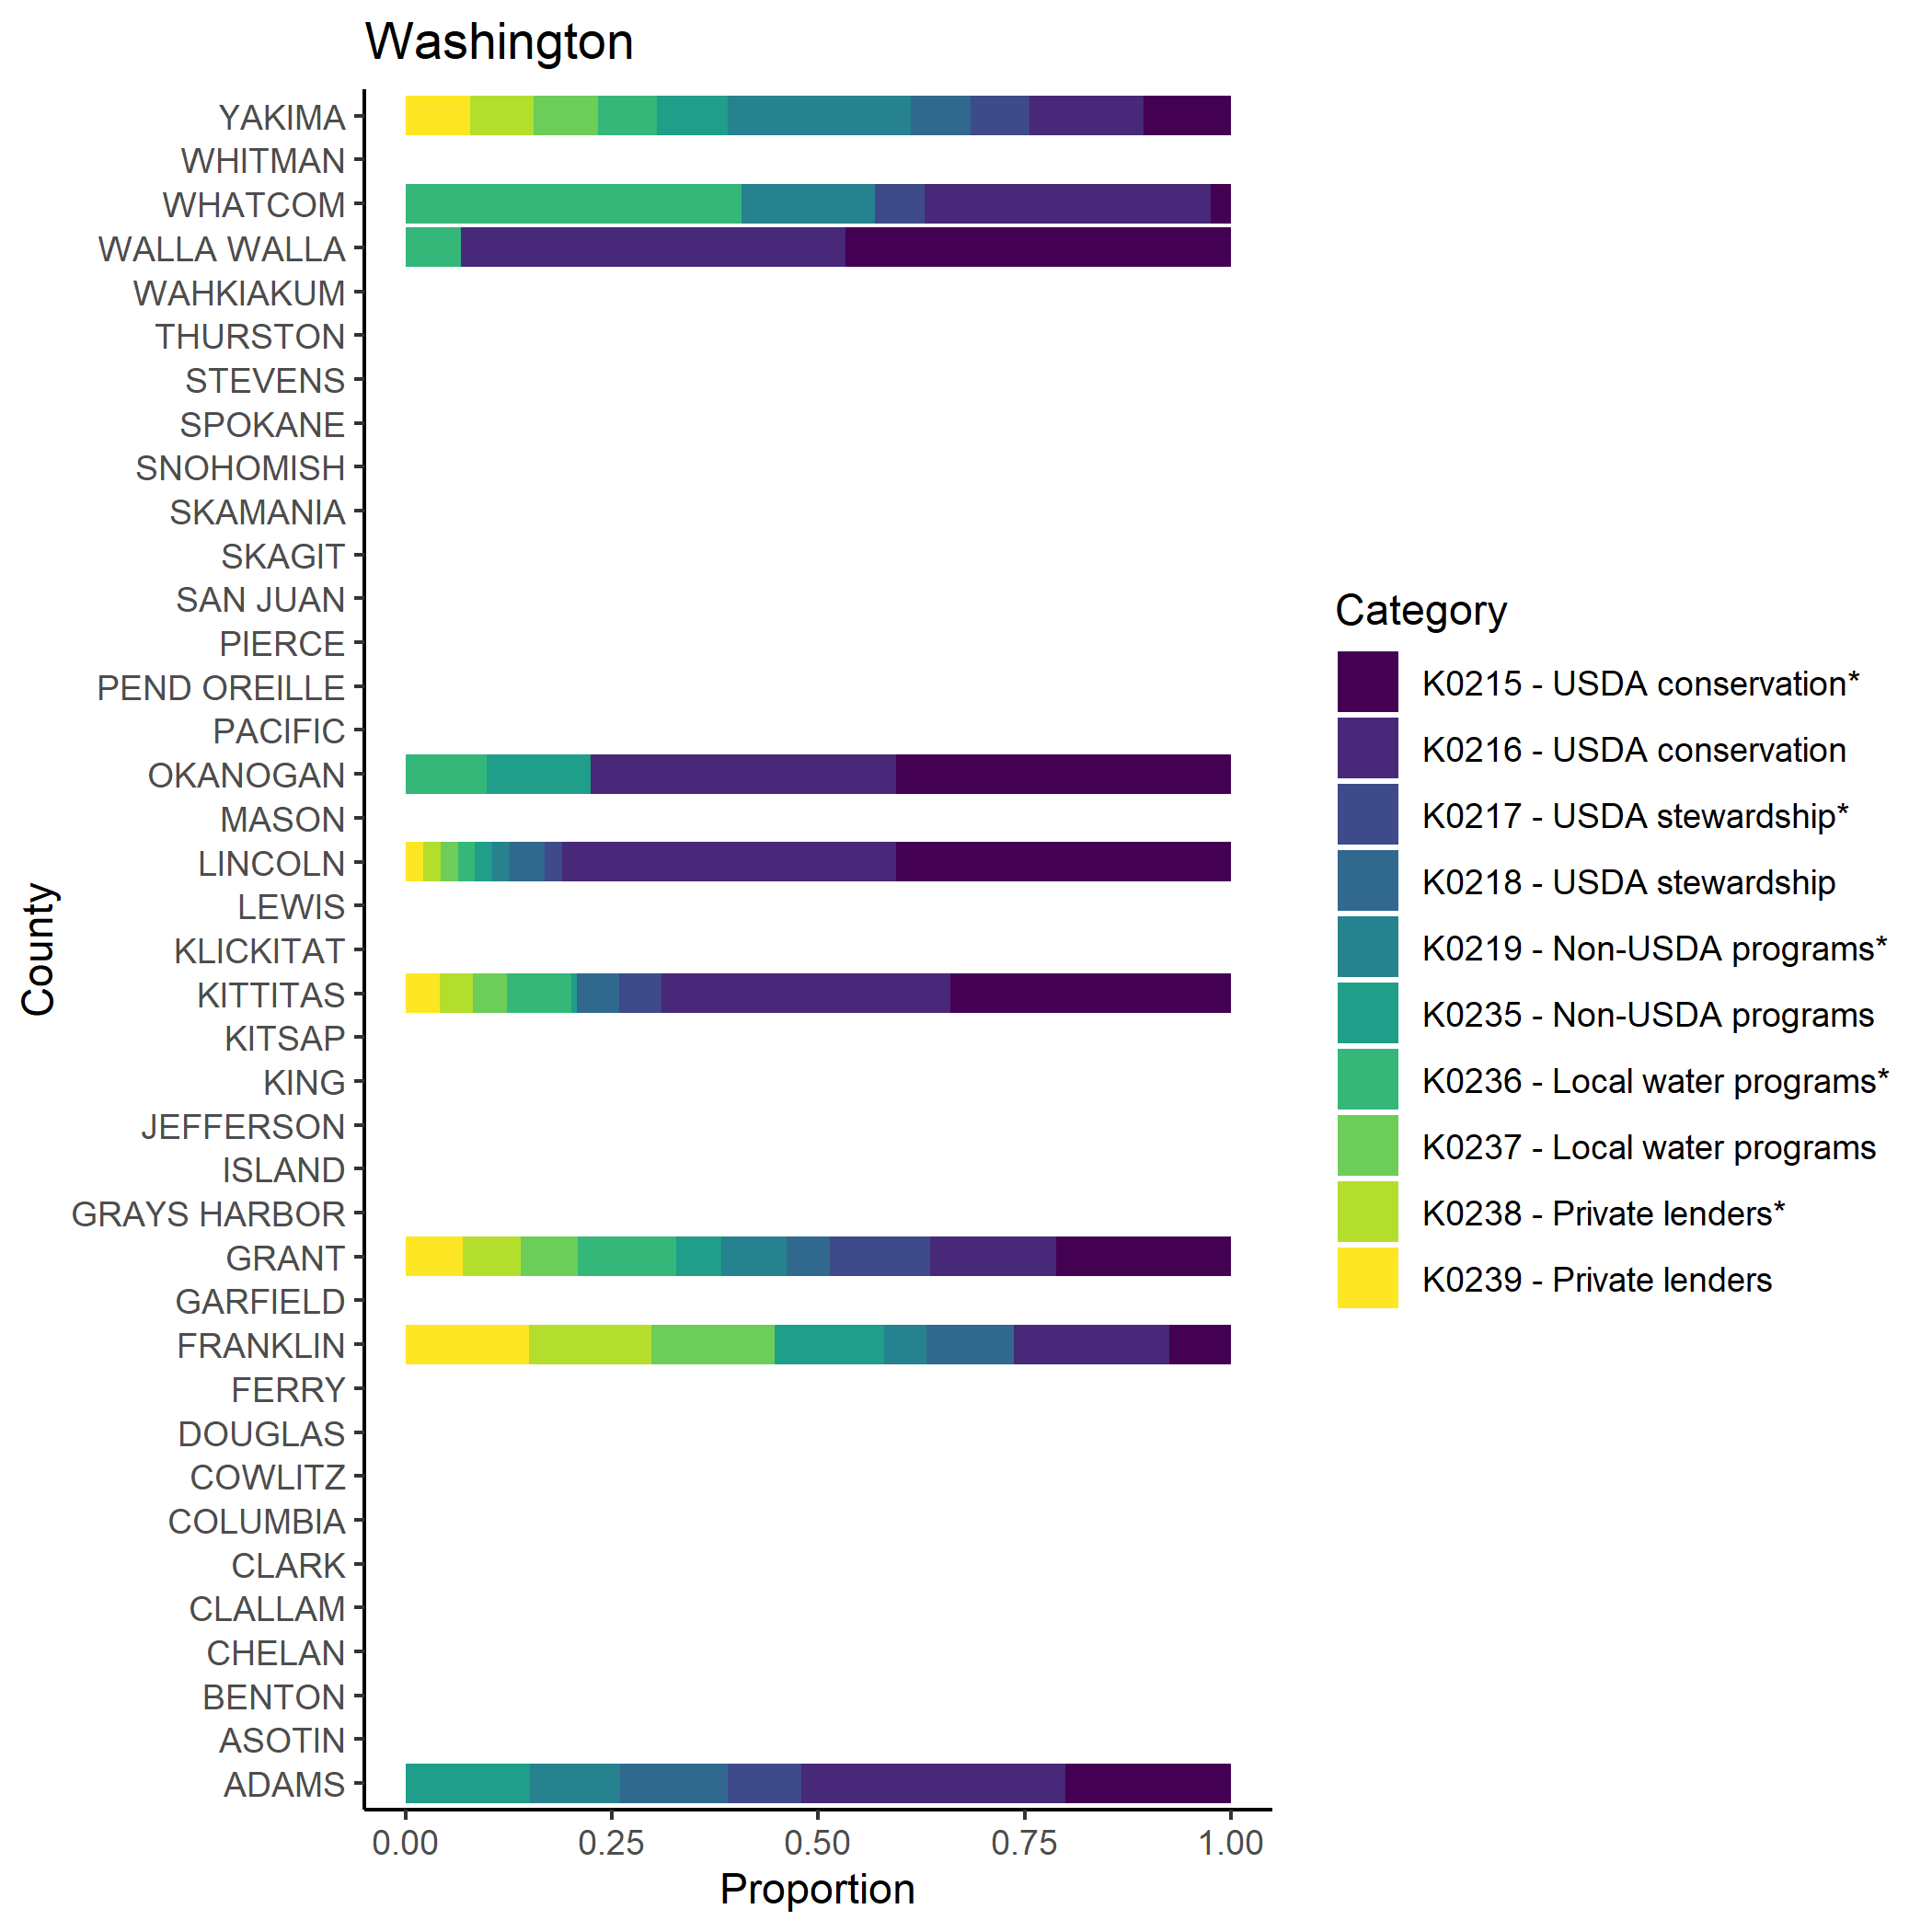 Washington
YAKIMA
WHITMAN
WHATCOM
WALLA WALLA
WAHKIAKUM
THURSTON
STEVENS
SPOKANE
SNOHOMISH
SKAMANIA
SKAGIT
SAN JUAN
PIERCE
PEND OREILLE
PACIFIC
OKANOGAN
MASON
LINCOLN
LEWIS
KLICKITAT
KITTITAS
KITSAP
KING
JEFFERSON
ISLAND
GRAYS HARBOR
GRANT
GARFIELD
FRANKLIN
FERRY
DOUGLAS
COWLITZ
COLUMBIA
CLARK
CLALLAM
CHELAN
BENTON
ASOTIN
ADAMS
County
0.00 0.25 0.50 0.75 1.00
Proportion
Category
K0215 - USDA conservation*
K0216 - USDA conservation
K0217 - USDA stewardship*
K0218 - USDA stewardship
K0219 - Non-USDA programs*
K0235 - Non-USDA programs
K0236 - Local water programs*
K0237 - Local water programs
K0238 - Private lenders*
K0239 - Private lenders